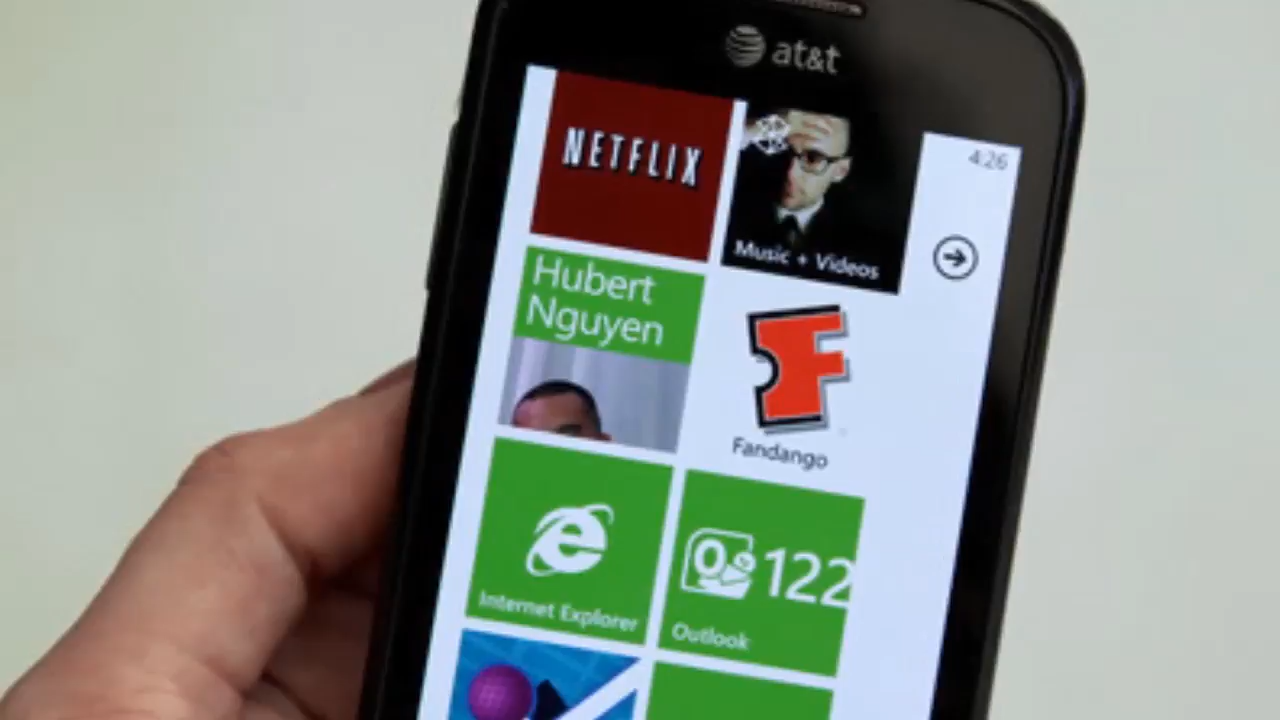 at&t
4:26
NETFLIX
Music + Videos
Hubert
Nguyen
Fandango
Internet Explorer
122
Outlook